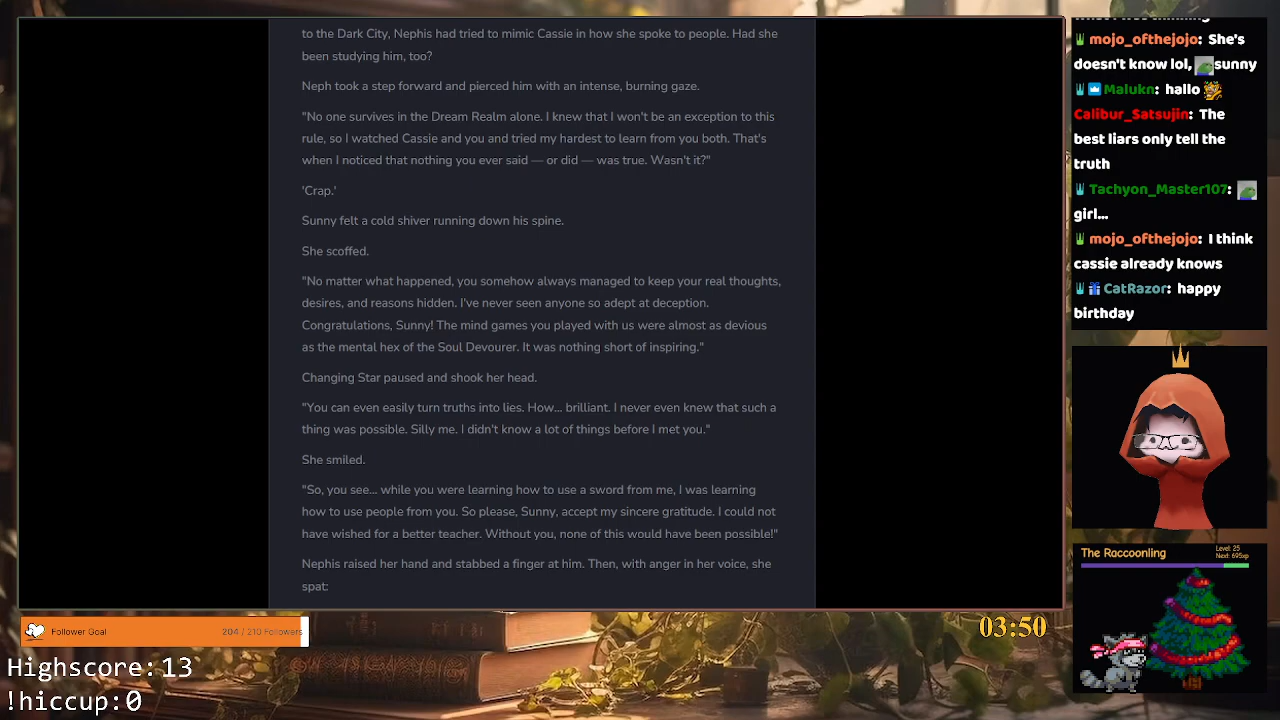 to the Dark City, Nephis had tried to mimic Cassie in how she spoke to people. Had she
been studying him, too?
Neph took a step forward and pierced him with an intense, burning gaze.
"No one survives in the Dream Realm alone. I knew that I won't be an exception to this
rule, so I watched Cassie and you and tried my hardest to learn from you both. That's
when I noticed that nothing you ever said — or did — was true. Wasn't it?"
'Crap.'
Sunny felt a cold shiver running down his spine.
She scoffed.
"No matter what happened, you somehow always managed to keep your real thoughts,
desires, and reasons hidden. I've never seen anyone so adept at deception.
Congratulations, Sunny! The mind games you played with us were almost as devious
as the mental hex of the Soul Devourer. It was nothing short of inspiring."
Changing Star paused and shook her head.
"You can even easily turn truths into lies. How... brilliant. I never even knew that such a
thing was possible. Silly me. I didn't know a lot of things before I met you."
She smiled.
"So, you see... while you were learning how to use a sword from me, I was learning
how to use people from you. So please, Sunny, accept my sincere gratitude. I could not
have wished for a better teacher. Without you, none of this would have been possible!"
Nephis raised her hand and stabbed a finger at him. Then, with anger in her voice, she
spat:
mojo_ofthejojo: She's
doesn't know lol, sunny
Malukn: hallo
Calibur_Satsujin: The
best liars only tell the
truth
Tachyon_Master107:
girl...
mojo_ofthejojo: I think
cassie already knows
CatRazor: happy
birthday
The Raccoonling
Level: 25
Next: 695xp
Follower Goal
204 / 210 Followers
03:50
Highscore:13
!hiccup:0